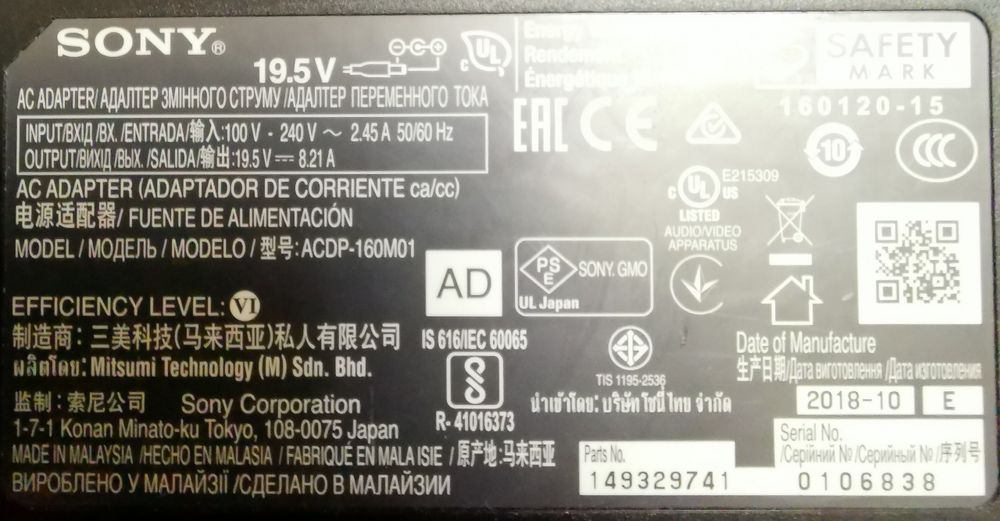 SONY®
19.5V
UL
Energy
SAFETY
MARK
160120-15
AC ADAPTER/ АДАПТЕР ЗМІННОГО СТРУМУ /АДАПТЕР ПЕРЕМЕННОГО ТОКА
INPUT/ВХІД /ВХ. /ENTRADA/输入:100 V - 240 V ～ 2.45 A 50/60 Hz
OUTPUT/ВИХІД /ВЫХ. /SALIDA/输出:19.5 V ⎓ 8.21 A
EAC CE
10
CCC
AC ADAPTER (ADAPTADOR DE CORRIENTE ca/cc)
电源适配器/ FUENTE DE ALIMENTACIÓN
MODEL / МОДЕЛЬ / MODELO / 型号:ACDP-160M01
C UL US
E215309
LISTED
AUDIO/VIDEO
APPARATUS
AD
PS
E
SONY. GMO
UL Japan
EFFICIENCY LEVEL: VI
制造商: 三美科技(马来西亚)私人有限公司
ผลิตโดย: Mitsumi Technology (M) Sdn. Bhd.
IS 616/IEC 60065
R- 41016373
TIS 1195-2536
นำเข้าโดย: บริษัท โซนี่ ไทย จำกัด
Date of Manufacture
生产日期/Дата виготовлення /Дата изготовления
2018-10 E
监制: 索尼公司 Sony Corporation
1-7-1 Konan Minato-ku Tokyo, 108-0075 Japan
MADE IN MALAYSIA /HECHO EN MALASIA / FABRIQUÉ EN MALAISIE / 原产地:马来西亚
ВИРОБЛЕНО У МАЛАЙЗІЇ /СДЕЛАНО В МАЛАЙЗИИ
Parts No.
149329741
Serial No.
/Серійний № /Серийный № /序列号
0106838